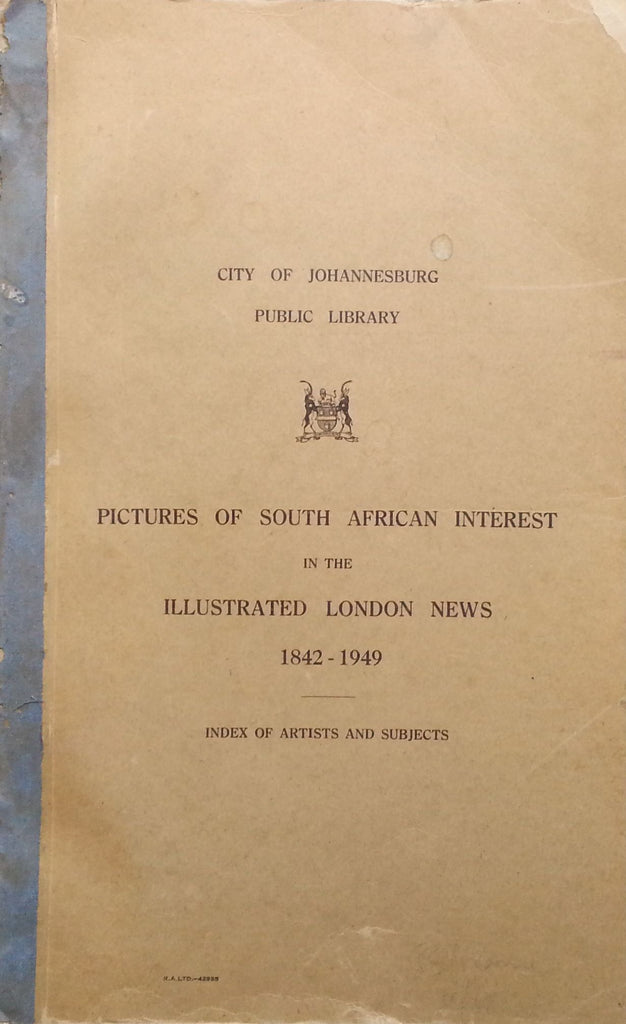 CITY OF JOHANNESBURG
PUBLIC LIBRARY
PICTURES OF SOUTH AFRICAN INTEREST
IN THE
ILLUSTRATED LONDON NEWS
1842-1949
INDEX OF ARTISTS AND SUBJECTS